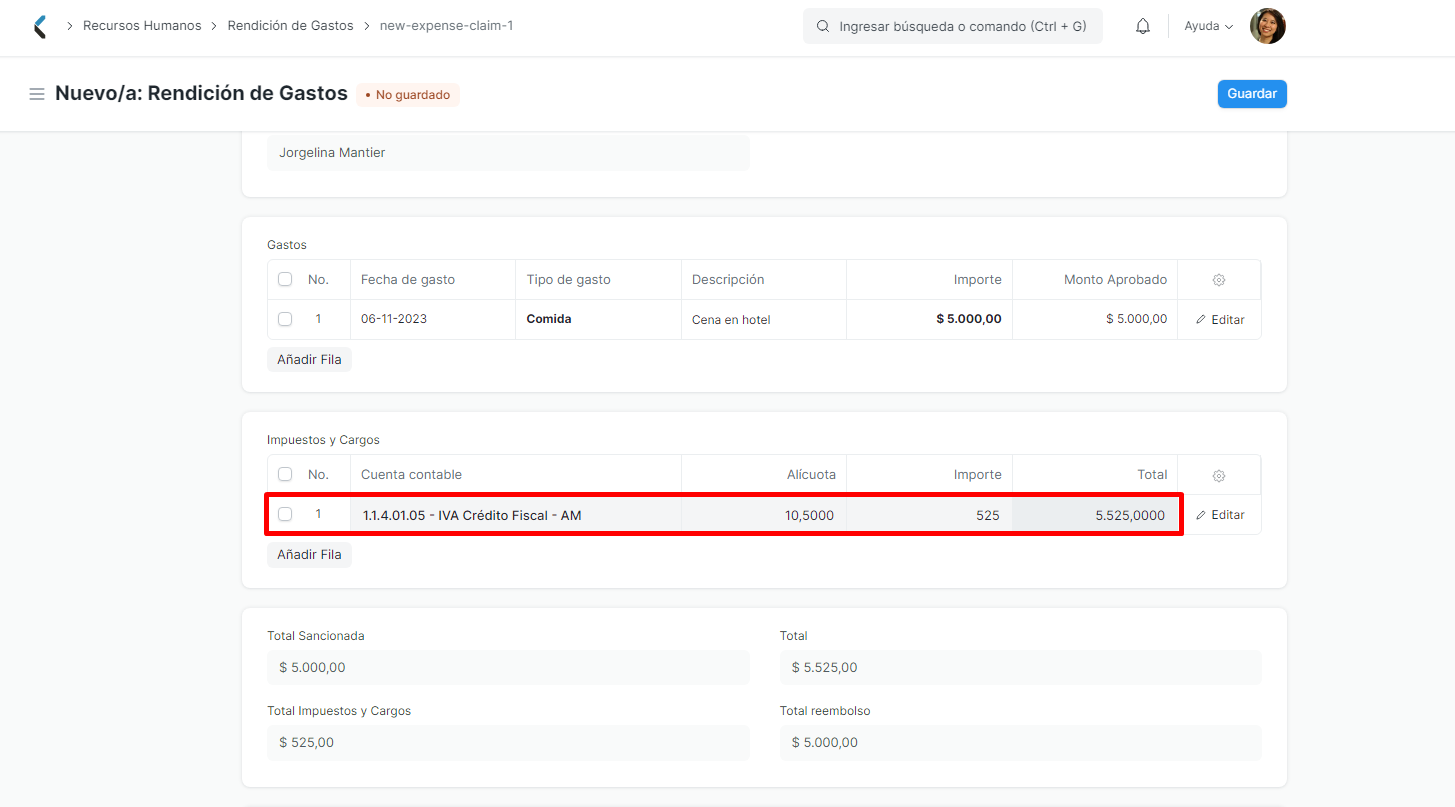 Recursos Humanos > Rendición de Gastos > new-expense-claim-1
Ingresar búsqueda o comando (Ctrl + G)
Ayuda
Nuevo/a: Rendición de Gastos
• No guardado
Guardar
Jorgelina Mantier
Gastos
No. Fecha de gasto Tipo de gasto Descripción Importe Monto Aprobado
1 06-11-2023 Comida Cena en hotel $ 5.000,00 $ 5.000,00 Editar
Añadir Fila
Impuestos y Cargos
No. Cuenta contable Alícuota Importe Total
1 1.1.4.01.05 - IVA Crédito Fiscal - AM 10,5000 525 5.525,0000 Editar
Añadir Fila
Total Sancionada
$ 5.000,00
Total
$ 5.525,00
Total Impuestos y Cargos
$ 525,00
Total reembolso
$ 5.000,00